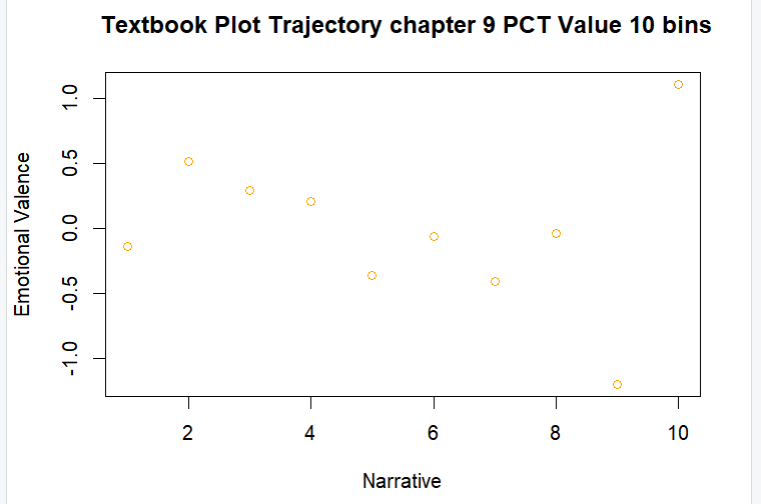 Textbook Plot Trajectory chapter 9 PCT Value 10 bins
Emotional Valence
1.0
0.5
0.0
-0.5
-1.0
2 4 6 8 10
Narrative